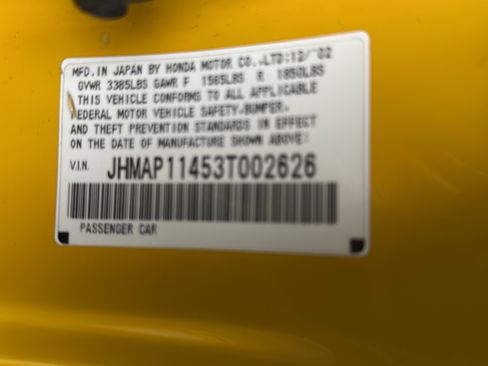 MFD.IN JAPAN BY HONDA MOTOR CO.,LTD:12/'02
GVWR 3385LBS GAWR F 1565LBS R 1850LBS
THIS VEHICLE CONFORMS TO ALL APPLICABLE
FEDERAL MOTOR VEHICLE SAFETY,BUMPER,
AND THEFT PREVENTION STANDARDS IN EFFECT
ON THE DATE OF MANUFACTURE SHOWN ABOVE:
V.I.N. JHMAP11453T002626
PASSENGER CAR